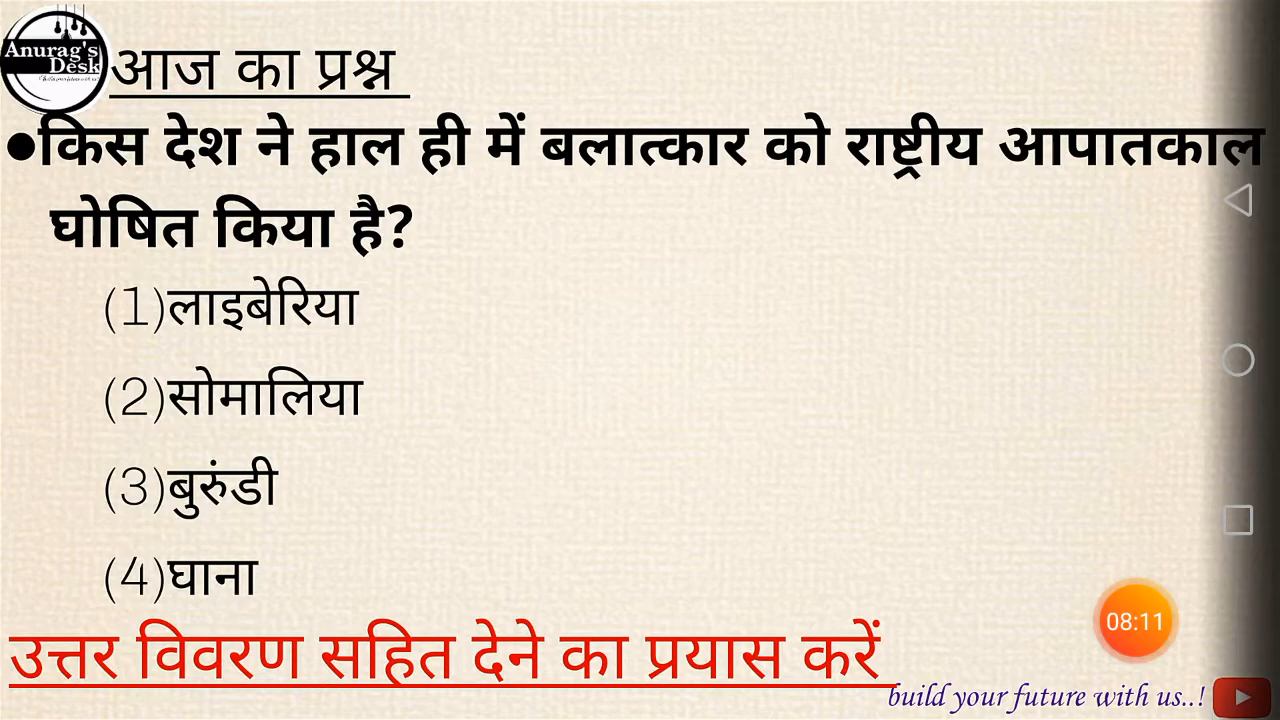 Anurag's
Desk
आज का प्रश्न
●किस देश ने हाल ही में बलात्कार को राष्ट्रीय आपातकाल
घोषित किया है?
(1)लाइबेरिया
(2)सोमालिया
(3)बुरुंडी
(4)घाना
08:11
उत्तर विवरण सहित देने का प्रयास करें
build your future with us..!